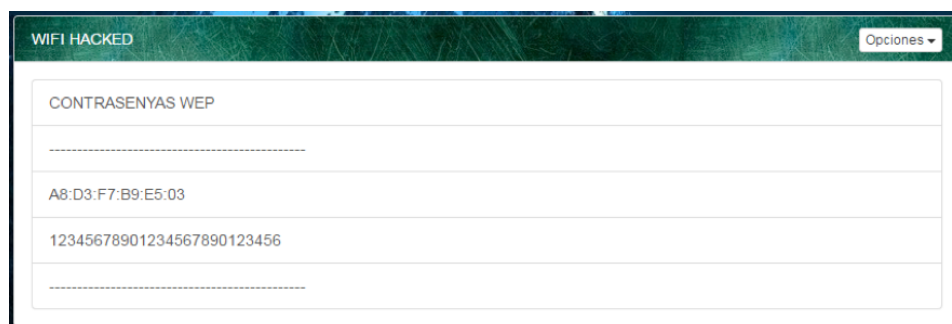 WIFI HACKED
Opciones
CONTRASENYAS WEP
----------------------------------------------
A8:D3:F7:B9:E5:03
12345678901234567890123456
----------------------------------------------